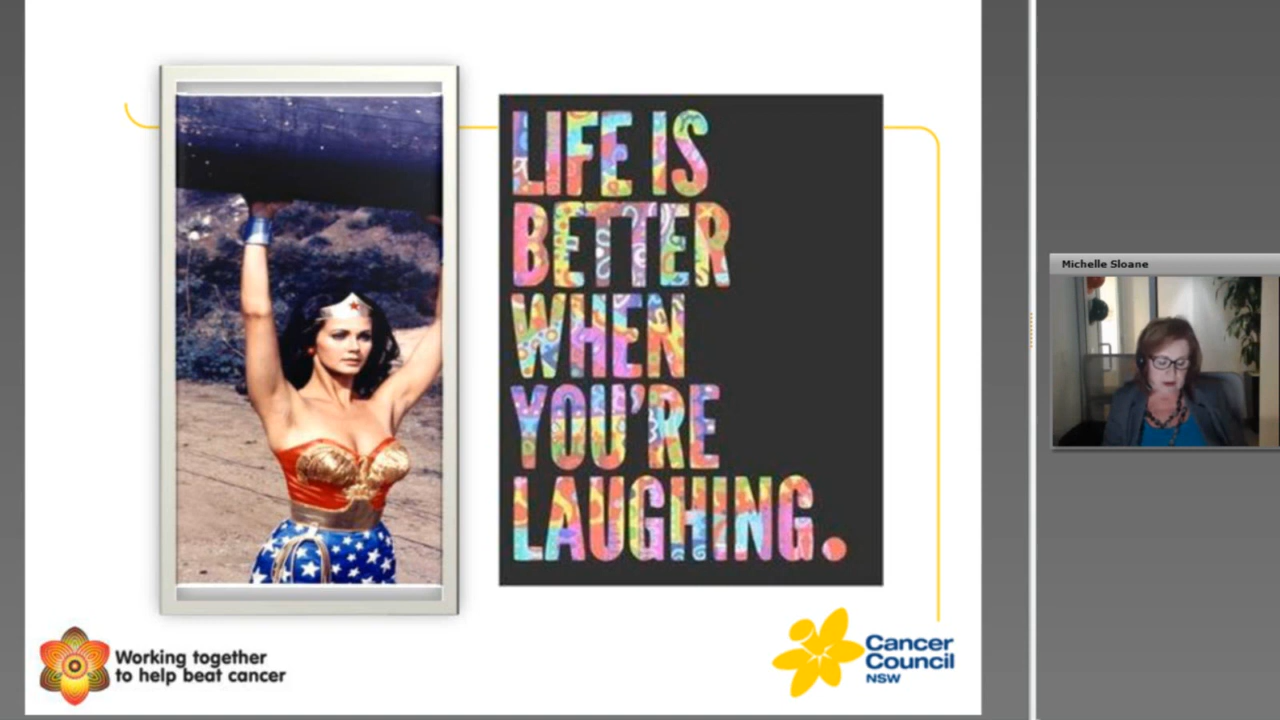 LIFE IS
BETTER
WHEN
YOU'RE
LAUGHING.
Michelle Sloane
Working together
to help beat cancer
Cancer
Council
NSW